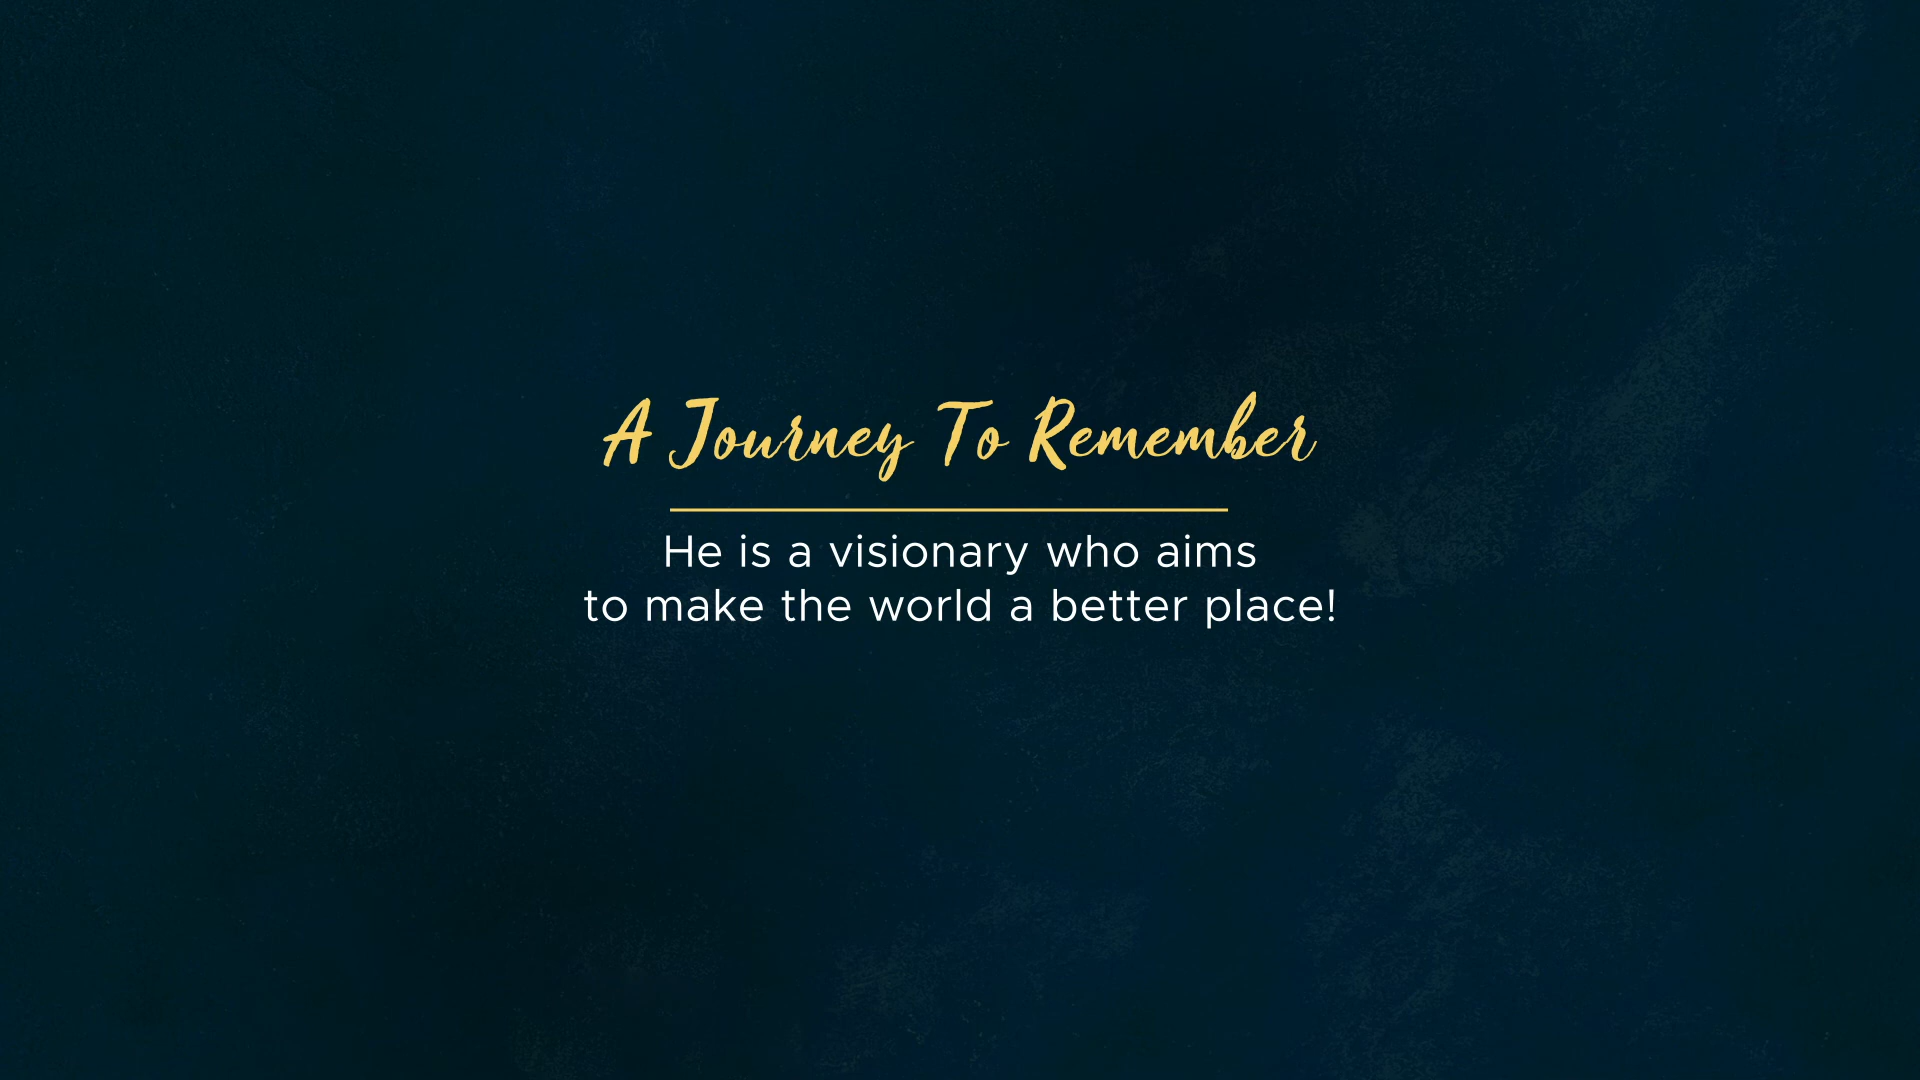 A Journey To Remember
He is a visionary who aims
to make the world a better place!